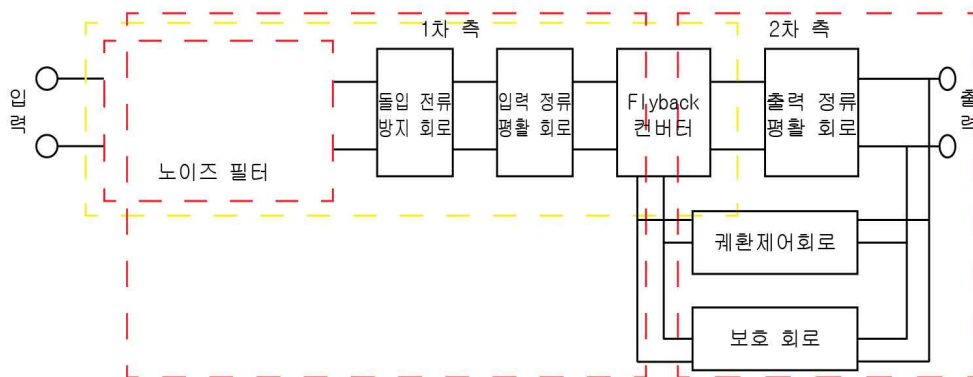 1차 측
2차 측
입
력
노이즈 필터
돌입 전류
방지 회로
입력 정류
평활 회로
Flyback
컨버터
출력 정류
평활 회로
출
력
궤환제어회로
보호 회로